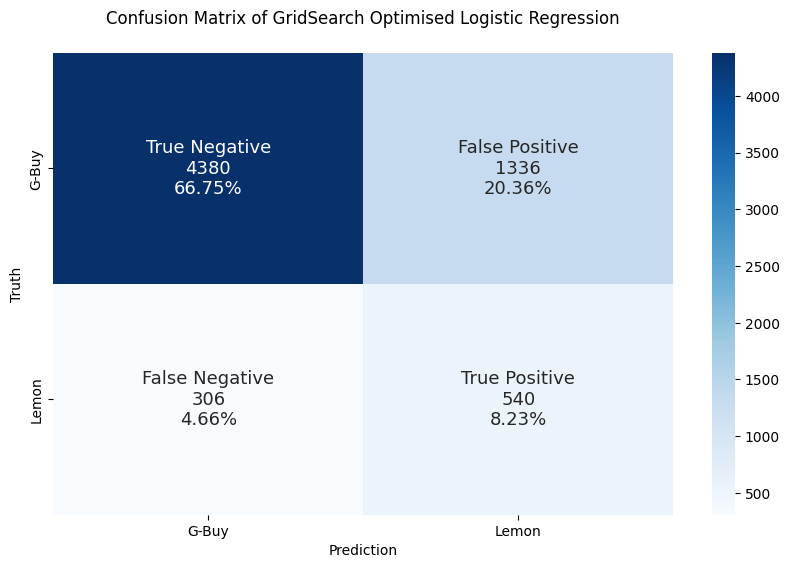 Confusion Matrix of GridSearch Optimised Logistic Regression
True Negative
4380
66.75%
False Positive
1336
20.36%
False Negative
306
4.66%
True Positive
540
8.23%
G-Buy
Lemon
Truth
G-Buy
Lemon
Prediction
4000
3500
3000
2500
2000
1500
1000
500